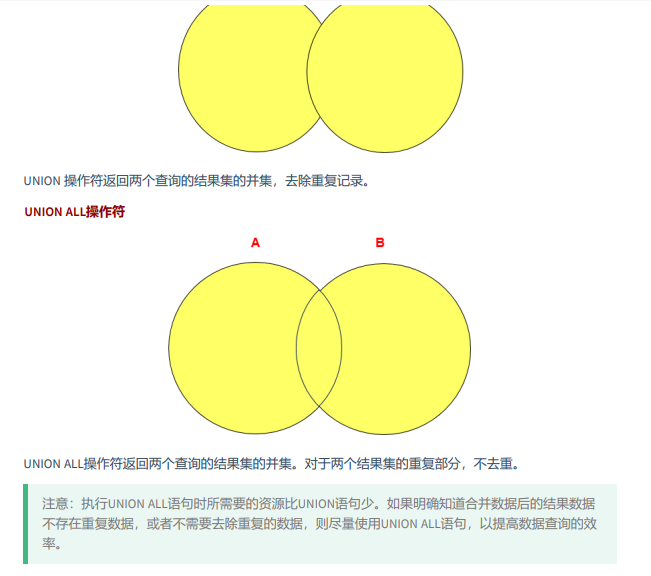 UNION 操作符返回两个查询的结果集的并集，去除重复记录。
UNION ALL操作符
A B
UNION ALL操作符返回两个查询的结果集的并集。对于两个结果集的重复部分，不去重。
注意：执行UNION ALL语句时所需要的资源比UNION语句少。如果明确知道合并数据后的结果数据
不存在重复数据，或者不需要去除重复的数据，则尽量使用UNION ALL语句，以提高数据查询的效
率。